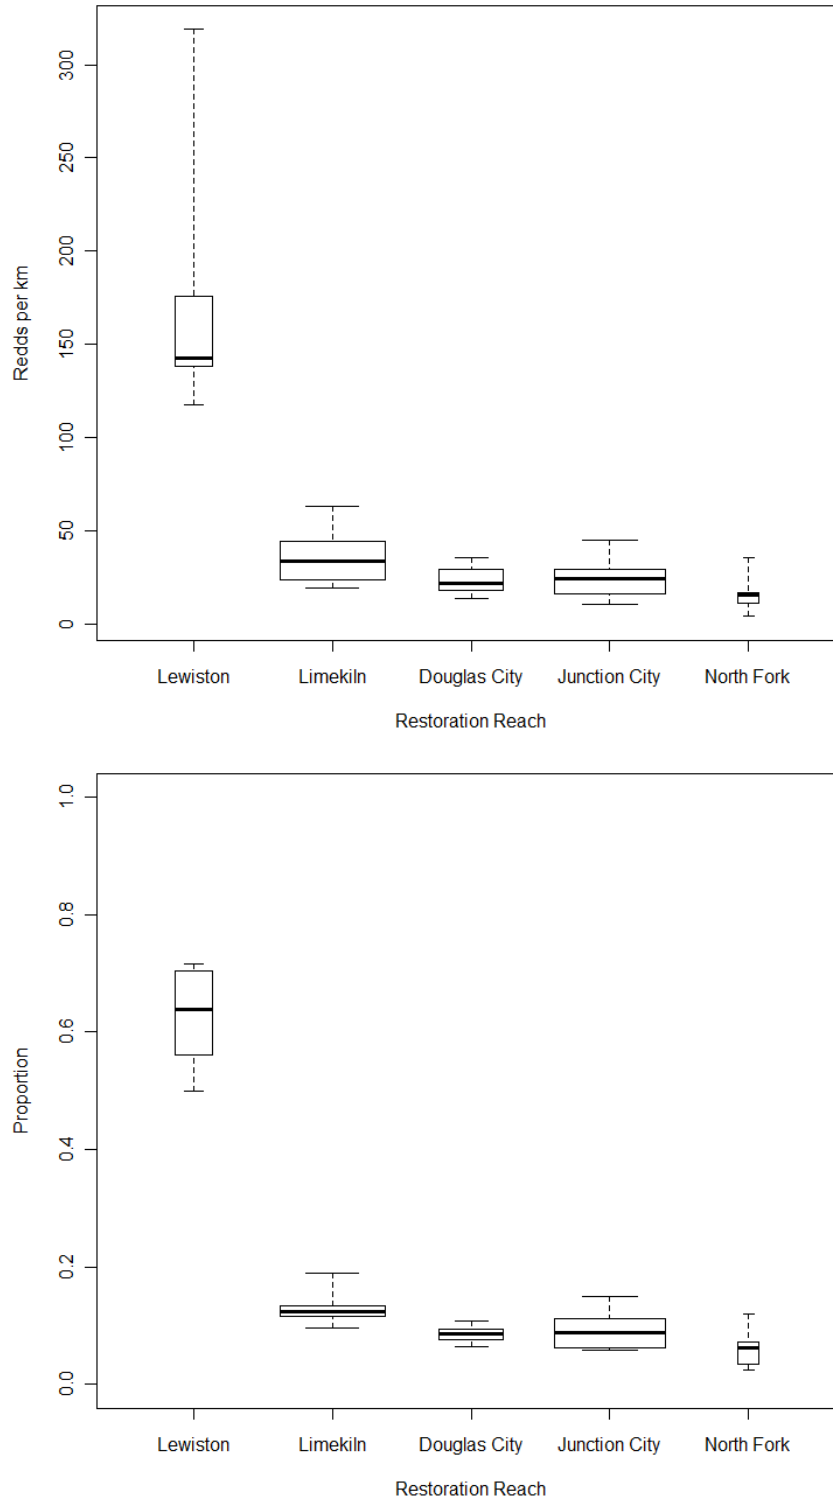 Redds per km
300
250
200
150
100
50
0
Lewiston Limekiln Douglas City Junction City North Fork
Restoration Reach
Proportion
1.0
0.8
0.6
0.4
0.2
0.0
Lewiston Limekiln Douglas City Junction City North Fork
Restoration Reach